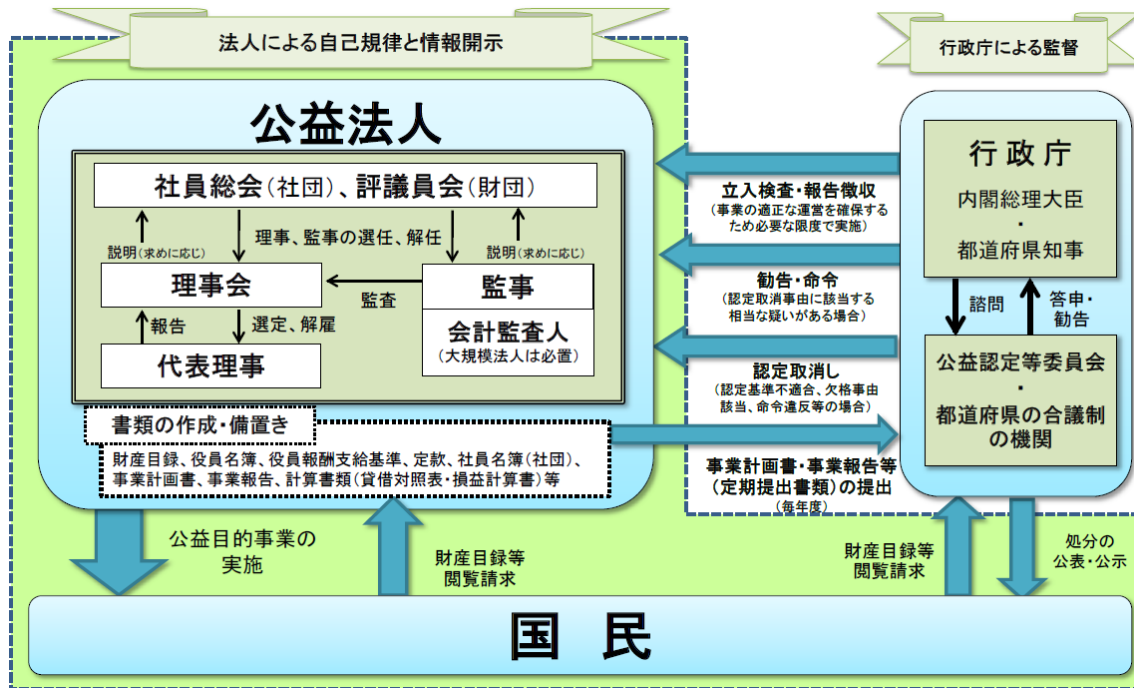 法人による自己規律と情報開示
行政庁による監督
公益法人
社員総会(社団)、評議員会(財団)
説明(求めに応じ)
理事、監事の選任、解任
説明(求めに応じ)
理事会
監査
監事
会計監査人
(大規模法人は必置)
報告
選定、解雇
代表理事
書類の作成・備置き
財産目録、役員名簿、役員報酬支給基準、定款、社員名簿(社団)、
事業計画書、事業報告、計算書類(貸借対照表・損益計算書)等
立入検査・報告徴収
(事業の適正な運営を確保する
ため必要な限度で実施)
勧告・命令
(認定取消事由に該当する
相当な疑いがある場合)
認定取消し
(認定基準不適合、欠格事由
該当、命令違反等の場合)
事業計画書・事業報告等
(定期提出書類)の提出
(毎年度)
行政庁
内閣総理大臣
・
都道府県知事
諮問
答申・
勧告
公益認定等委員会
・
都道府県の合議制
の機関
公益目的事業の
実施
財産目録等
閲覧請求
財産目録等
閲覧請求
処分の
公表・公示
国民